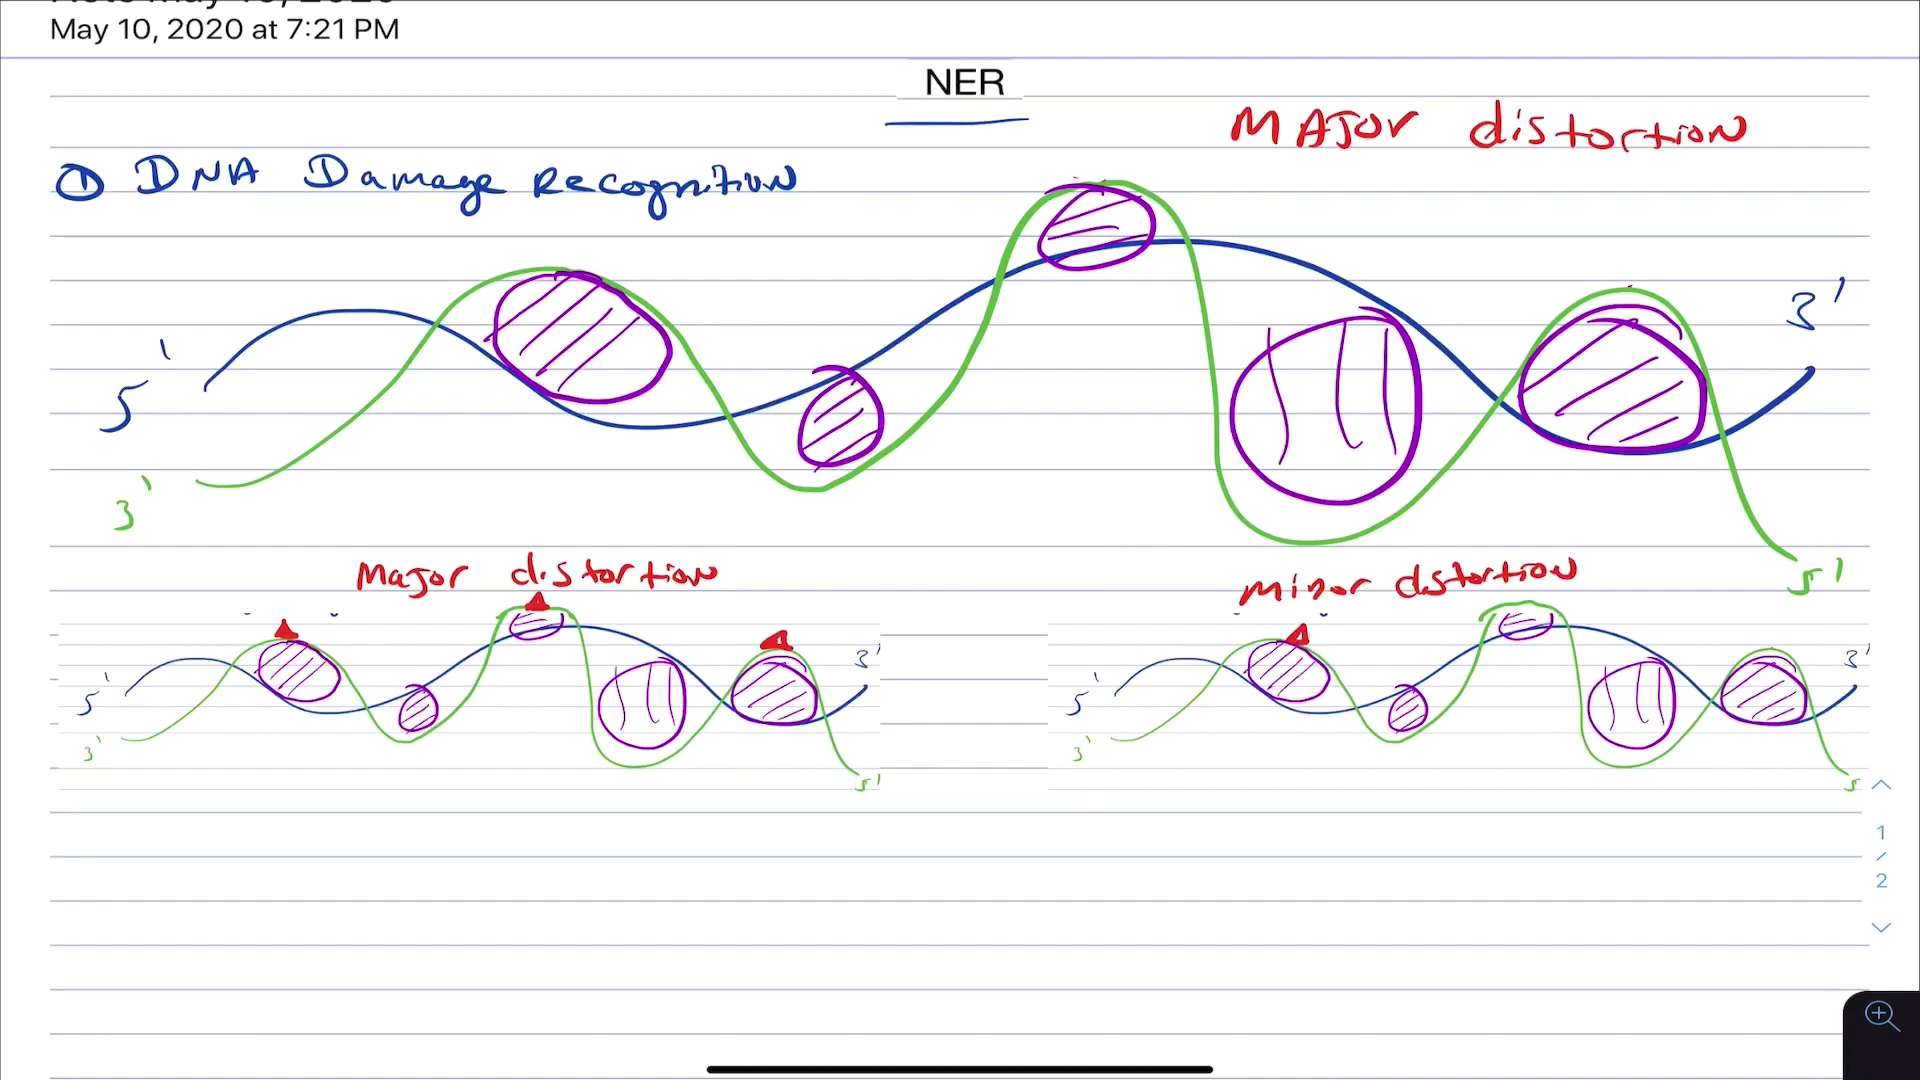 May 10, 2020 at 7:21 PM
NER
MAJor distortion
① DNA Damage Recognition
5'
3'
3'
5'
Major distortion
minor distortion
5'
3'
3'
5'
5'
3'
3'
5
1
/
2